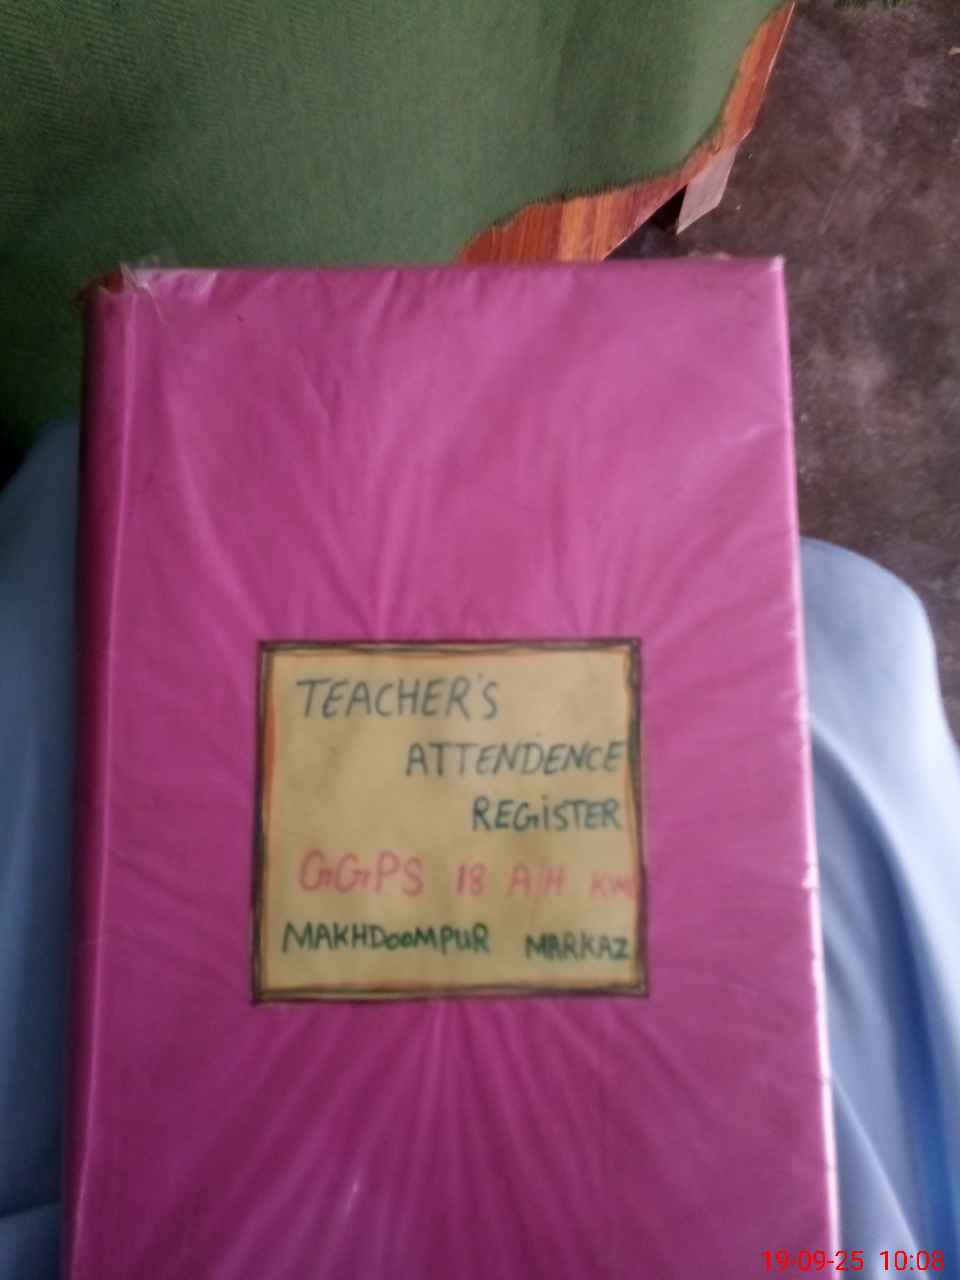 TEACHER'S
ATTENDENCE
REGISTER
GGPS 18 A/H KW
MAKHDOOMPUR MARKAZ
19-09-25 10:08